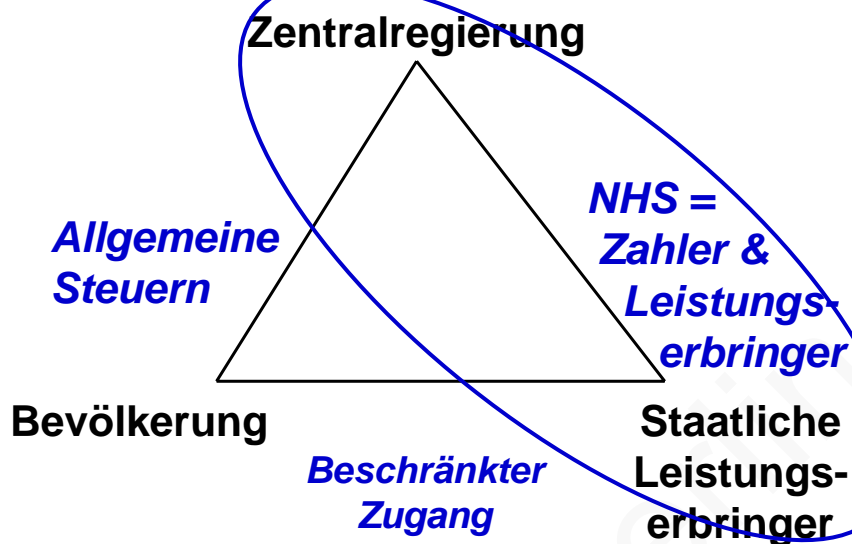 Zentralregierung
Allgemeine
Steuern
NHS =
Zahler &
Leistungs-
erbringer
Bevölkerung
Beschränkter
Zugang
Staatliche
Leistungs-
erbringer